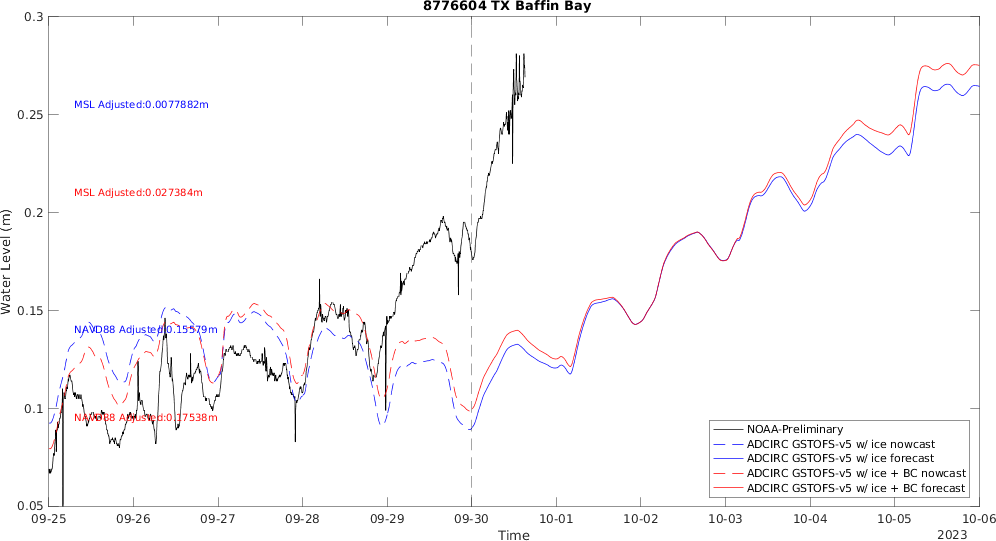 8776604 TX Baffin Bay
0.3
0.25
0.2
0.15
0.1
0.05
Water Level (m)
MSL Adjusted:0.0077882m
MSL Adjusted:0.027384m
NAVD88 Adjusted:0.15579m
NAVD88 Adjusted:0.17538m
NOAA-Preliminary
ADCIRC GSTOFS-v5 w/ ice nowcast
ADCIRC GSTOFS-v5 w/ ice forecast
ADCIRC GSTOFS-v5 w/ ice + BC nowcast
ADCIRC GSTOFS-v5 w/ ice + BC forecast
09-25 09-26 09-27 09-28 09-29 09-30 10-01 10-02 10-03 10-04 10-05 10-06
Time
2023